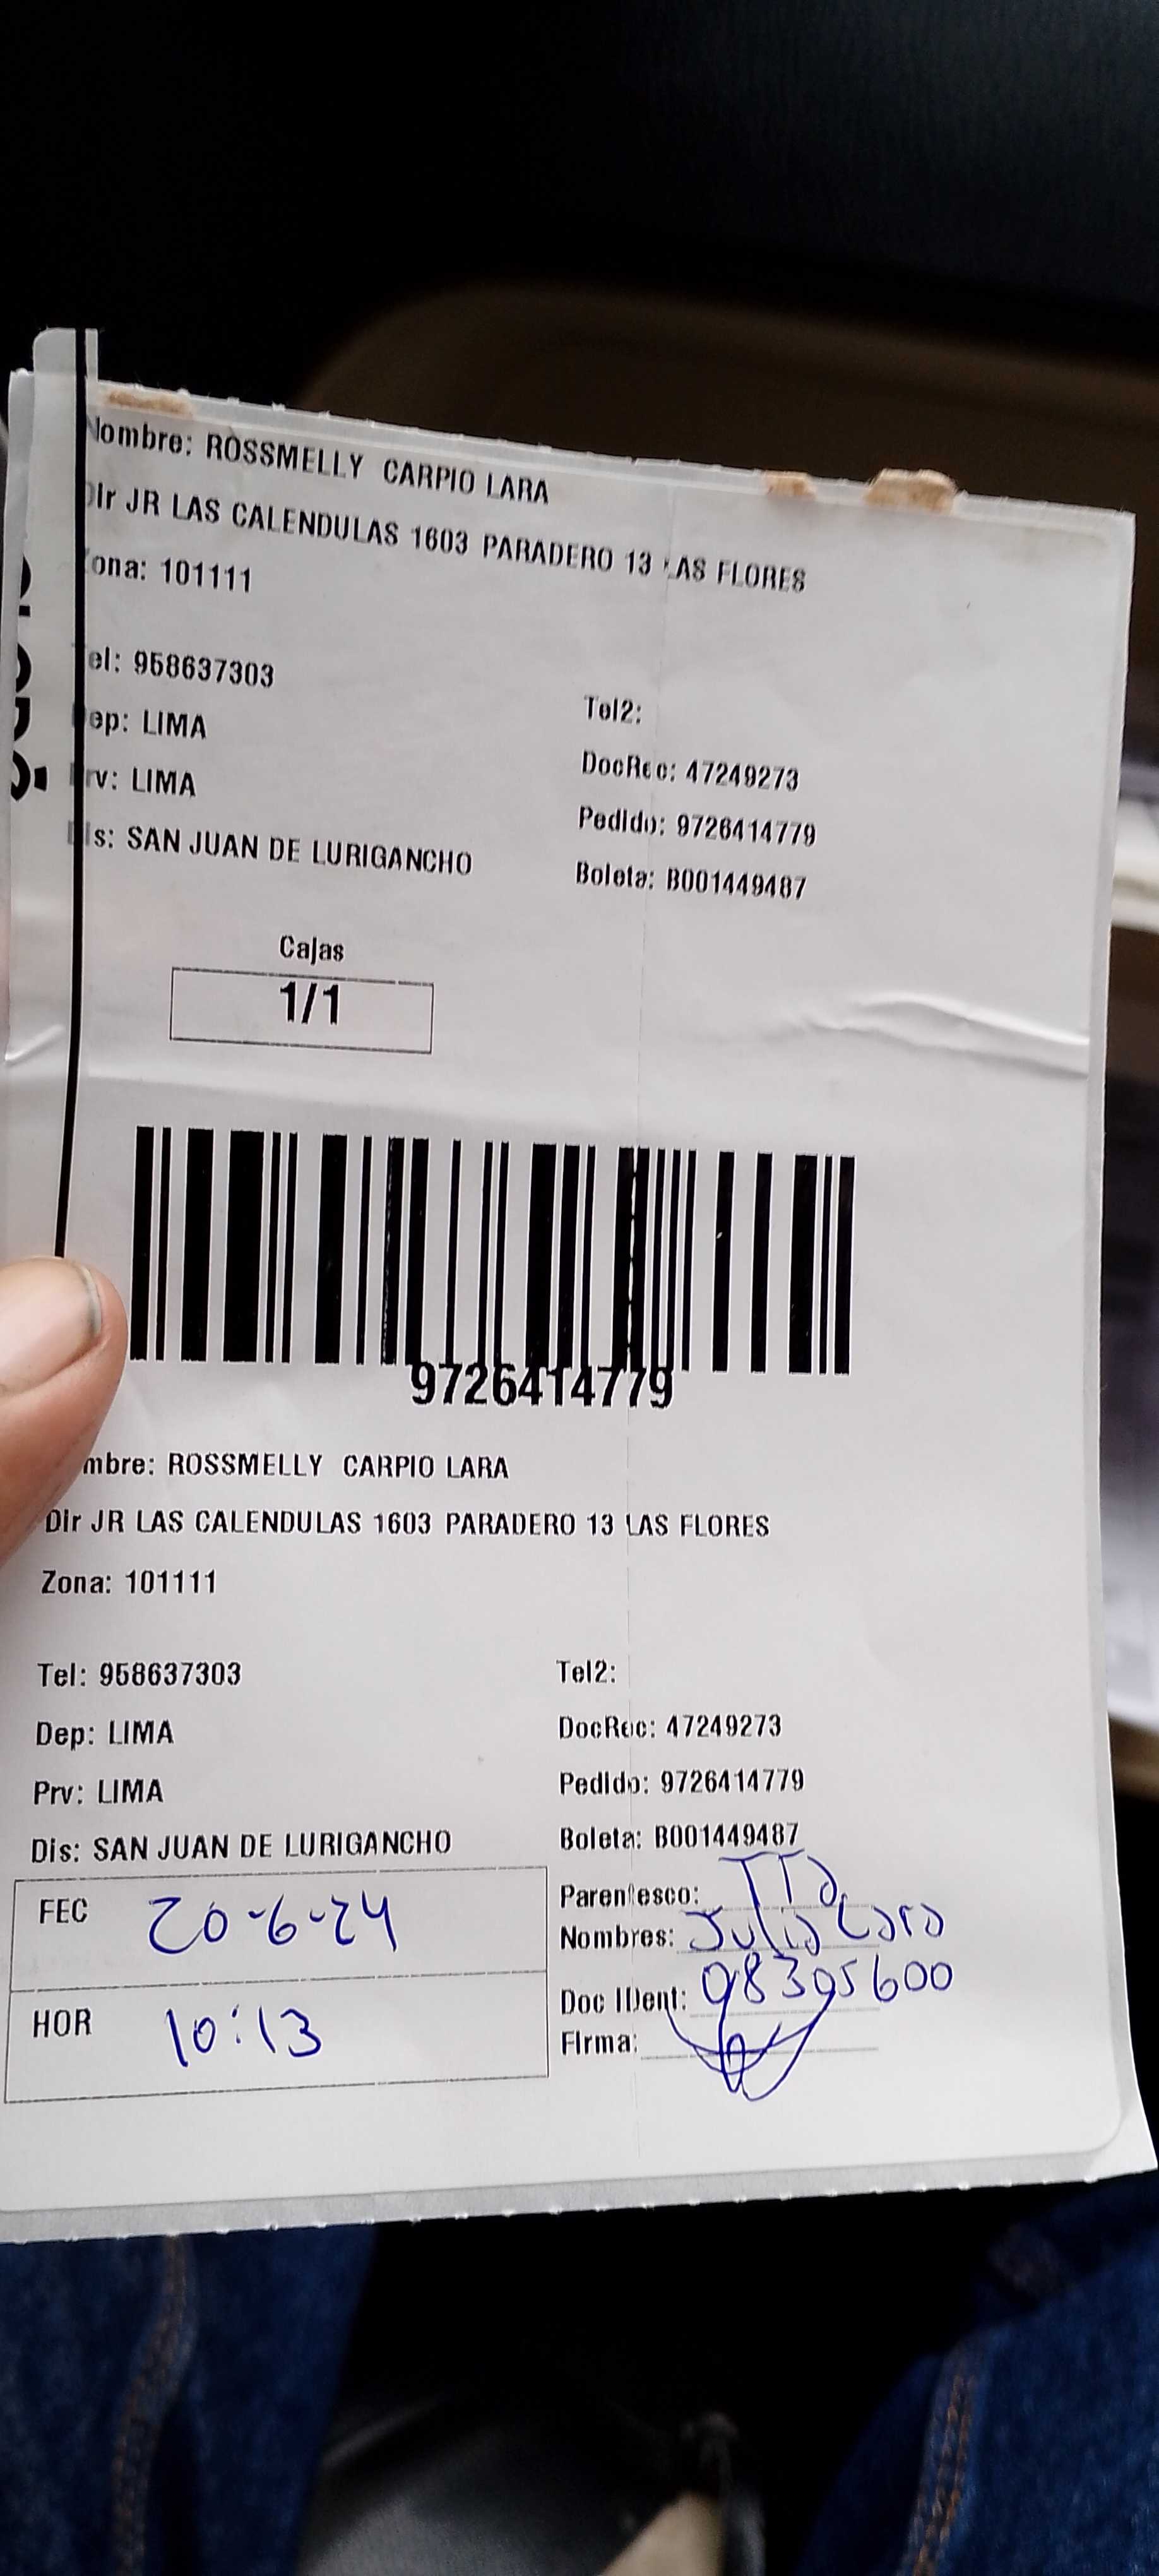 Nombre: ROSSMELLY CARPIO LARA
Dir JR LAS CALENDULAS 1603 PARADERO 13 LAS FLORES
Zona: 101111
Tel: 958637303
Tel2:
Dep: LIMA
DocRec: 47249273
Prv: LIMA
Pedido: 9726414779
Dis: SAN JUAN DE LURIGANCHO
Boleta: B001449487
Cajas
1/1
9726414779
mbre: ROSSMELLY CARPIO LARA
Dir JR LAS CALENDULAS 1603 PARADERO 13 LAS FLORES
Zona: 101111
Tel: 958637303
Tel2:
Dep: LIMA
DocRec: 47249273
Prv: LIMA
Pedido: 9726414779
Dis: SAN JUAN DE LURIGANCHO
Boleta: B001449487
FEC 20-6-24
Parentesco: TTa
Nombres: Julia Lara
HOR 10:13
Doc IDent: 98395600
Firma: